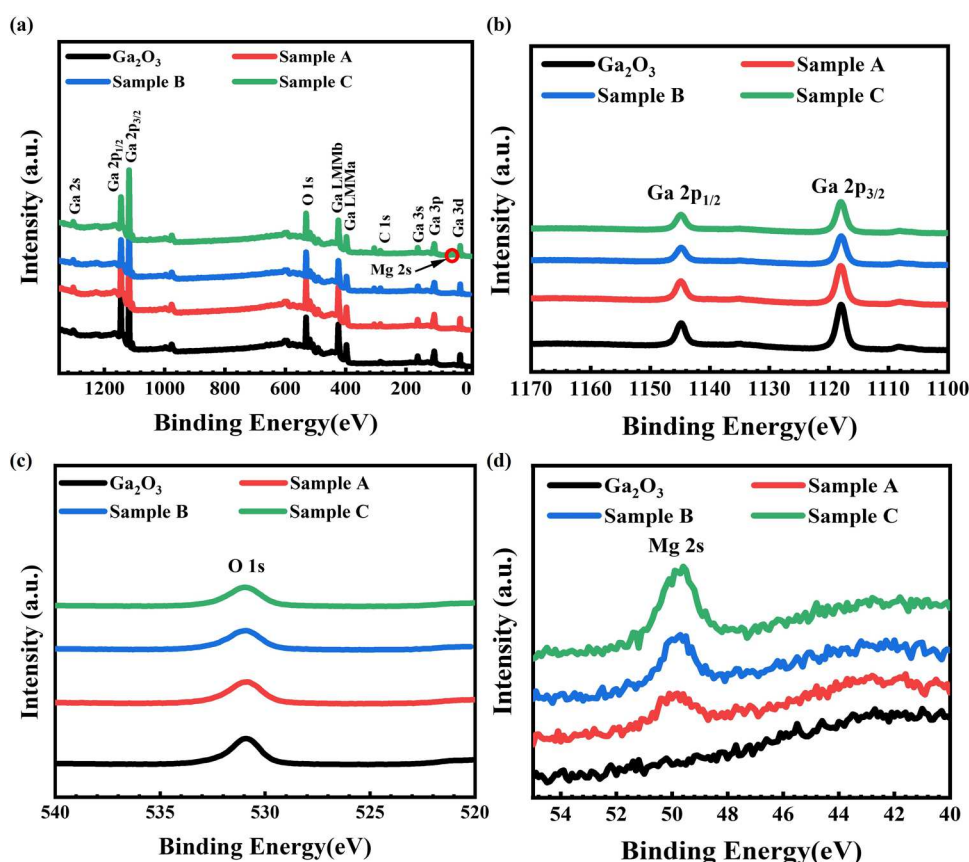 (a)
Ga₂O₃ Sample A
Sample B Sample C
Ga 2s
Ga 2p1/2
Ga 2p3/2
O 1s
Ga LMMb
Ga LMMa
C 1s
Ga 3s
Ga 3p
Ga 3d
Mg 2s
Intensity (a.u.)
1200 1000 800 600 400 200 0
Binding Energy(eV)
(b)
Ga₂O₃ Sample A
Sample B Sample C
Ga 2p1/2 Ga 2p3/2
Intensity (a.u.)
1170 1160 1150 1140 1130 1120 1110 1100
Binding Energy(eV)
(c)
Ga₂O₃ Sample A
Sample B Sample C
O 1s
Intensity (a.u.)
540 535 530 525 520
Binding Energy(eV)
(d)
Ga₂O₃ Sample A
Sample B Sample C
Mg 2s
Intensity (a.u.)
54 52 50 48 46 44 42 40
Binding Energy(eV)